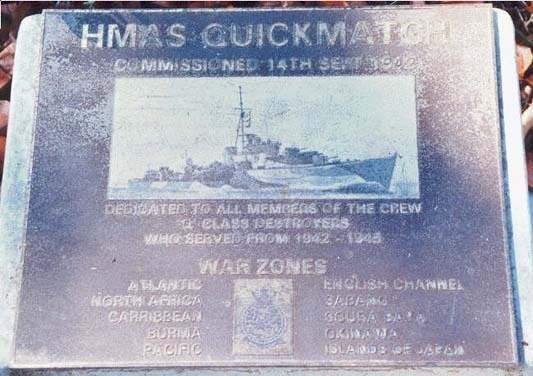 HMAS QUICKMATCH
COMMISSIONED 14TH SEPT 1942
DEDICATED TO ALL MEMBERS OF THE CREW
'Q' CLASS DESTROYERS
WHO SERVED FROM 1942 - 1945
WAR ZONES
ATLANTIC ENGLISH CHANNEL
NORTH AFRICA SABANG
CARRIBBEAN
BURMA OKINAWA
PACIFIC ISLANDS OF JAPAN